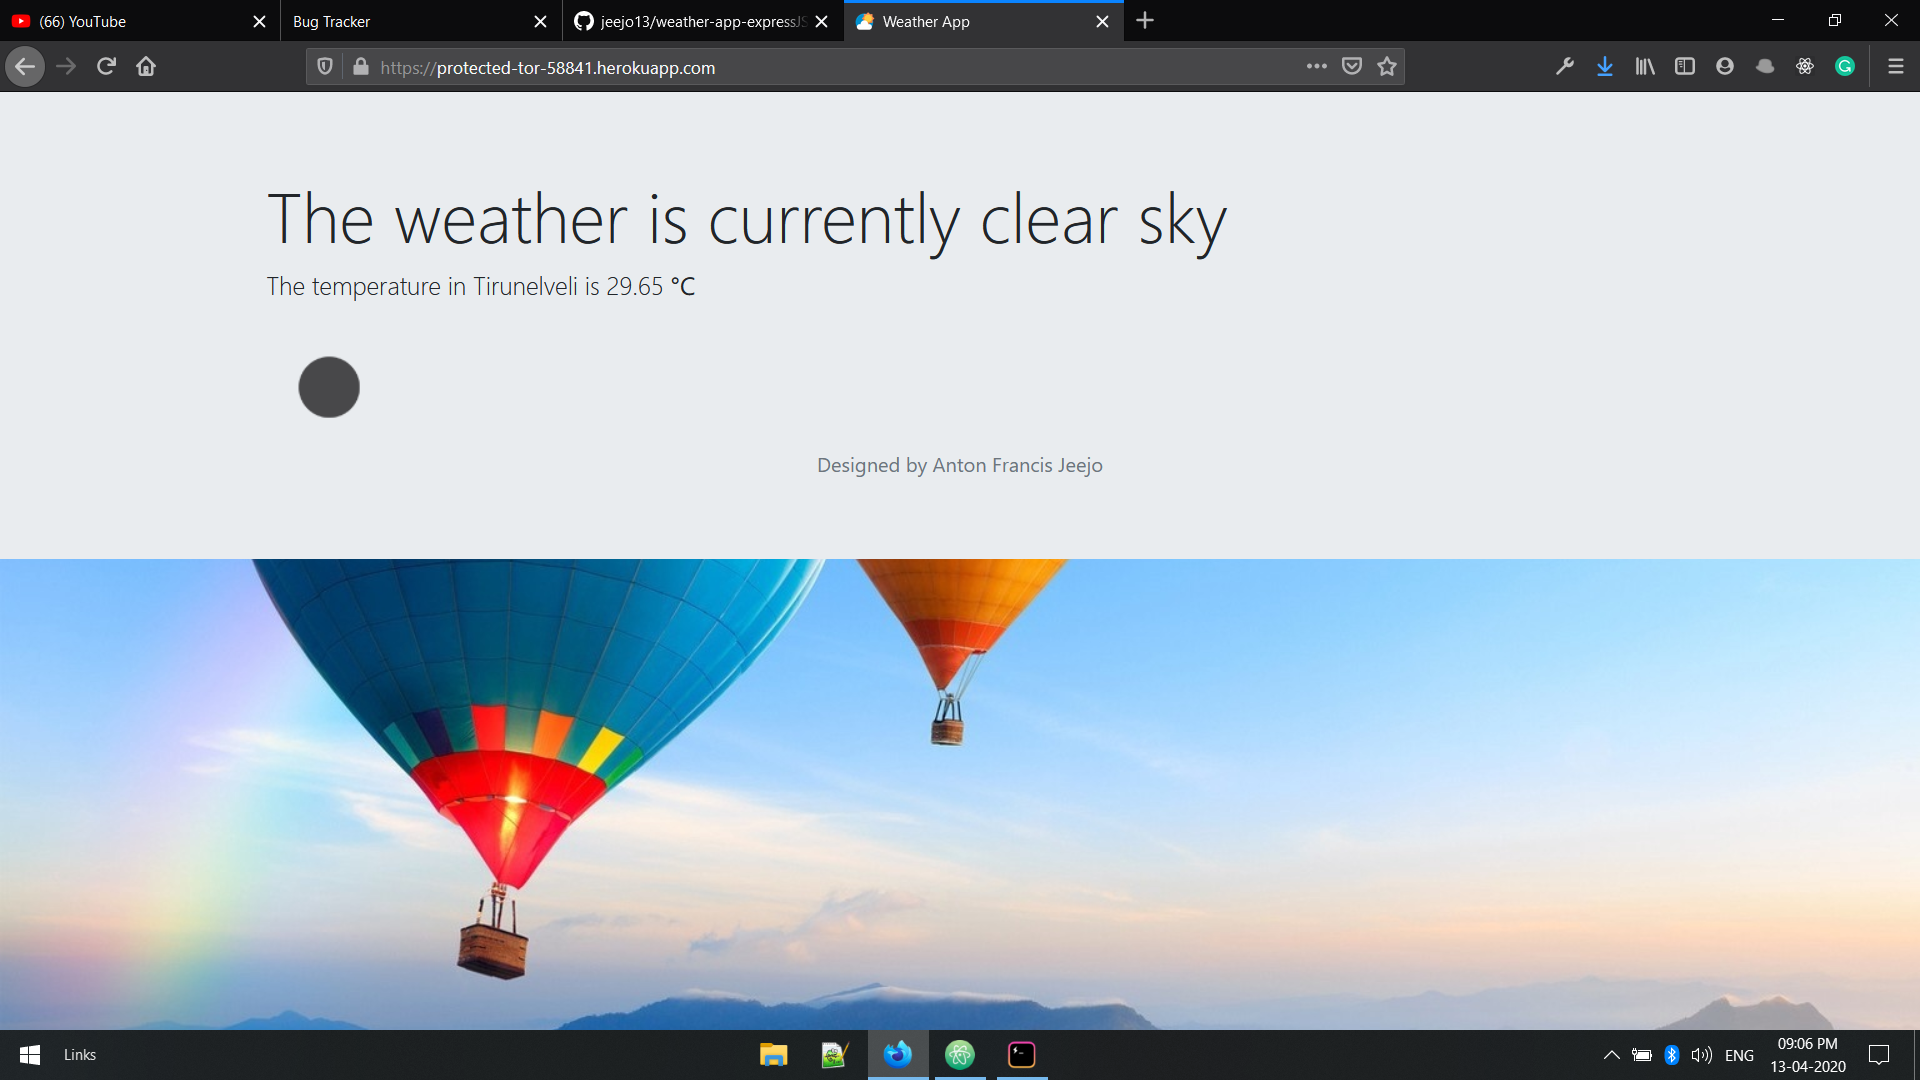 (66) YouTube
Bug Tracker
jeejo13/weather-app-expressJS
Weather App
https://protected-tor-58841.herokuapp.com
The weather is currently clear sky
The temperature in Tirunelveli is 29.65 °C
Designed by Anton Francis Jeejo
Links
ENG
09:06 PM
13-04-2020